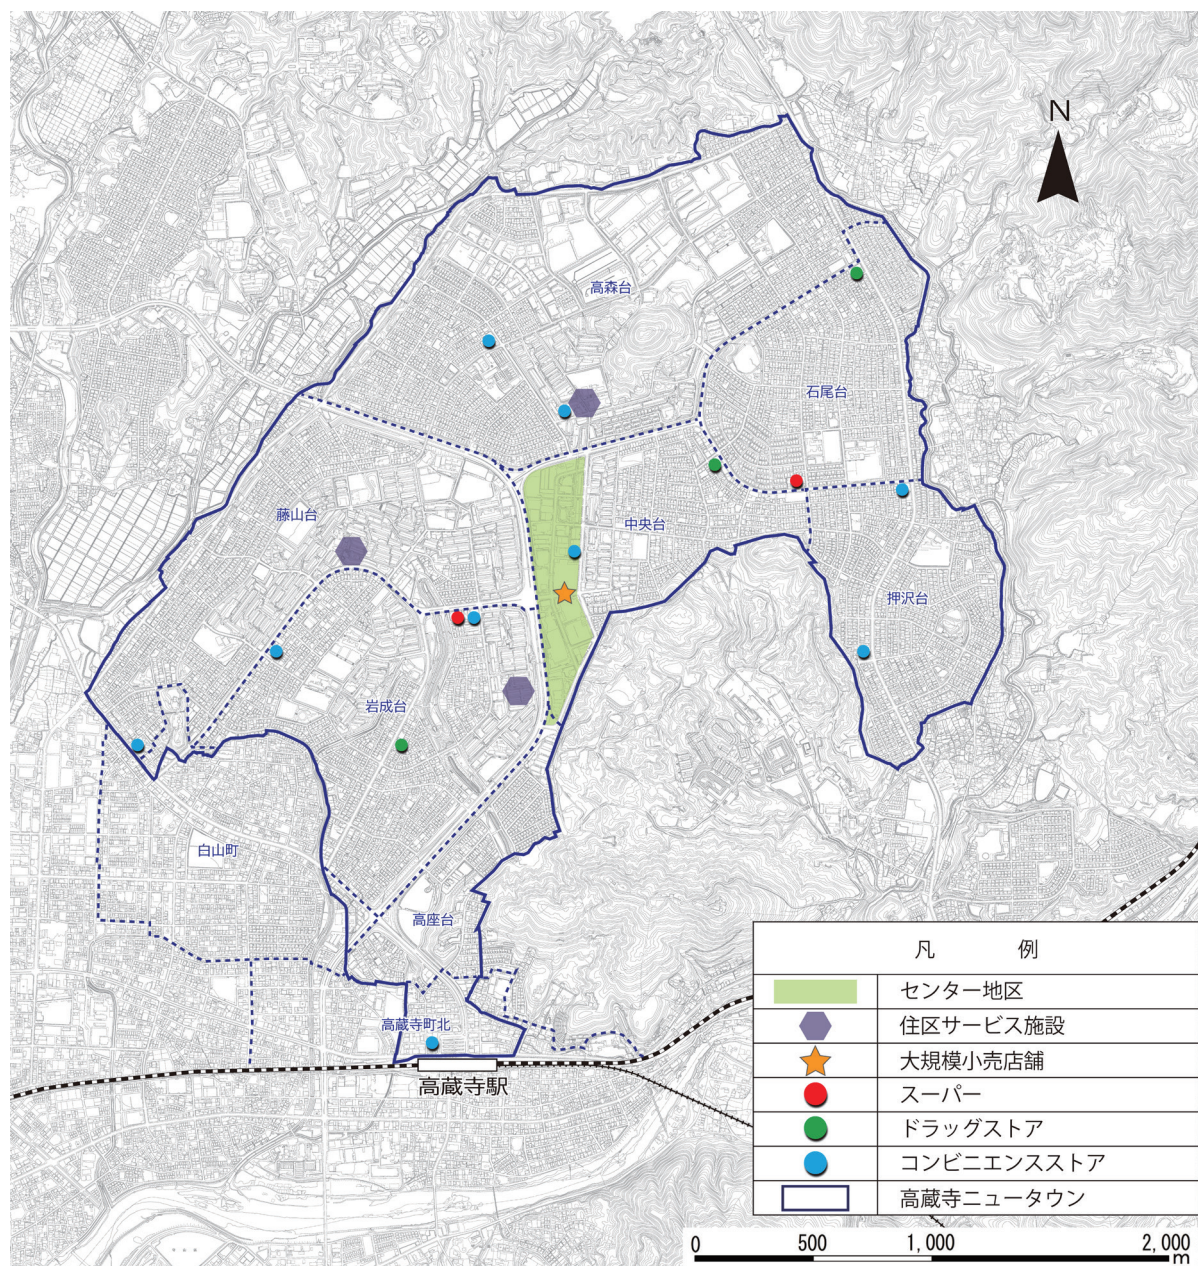 N
高森台
石尾台
藤山台
中央台
押沢台
岩成台
白山町
高座台
高蔵寺町北
高蔵寺駅
凡 例
センター地区
住区サービス施設
大規模小売店舗
スーパー
ドラッグストア
コンビニエンスストア
高蔵寺ニュータウン
0 500 1,000 2,000
m